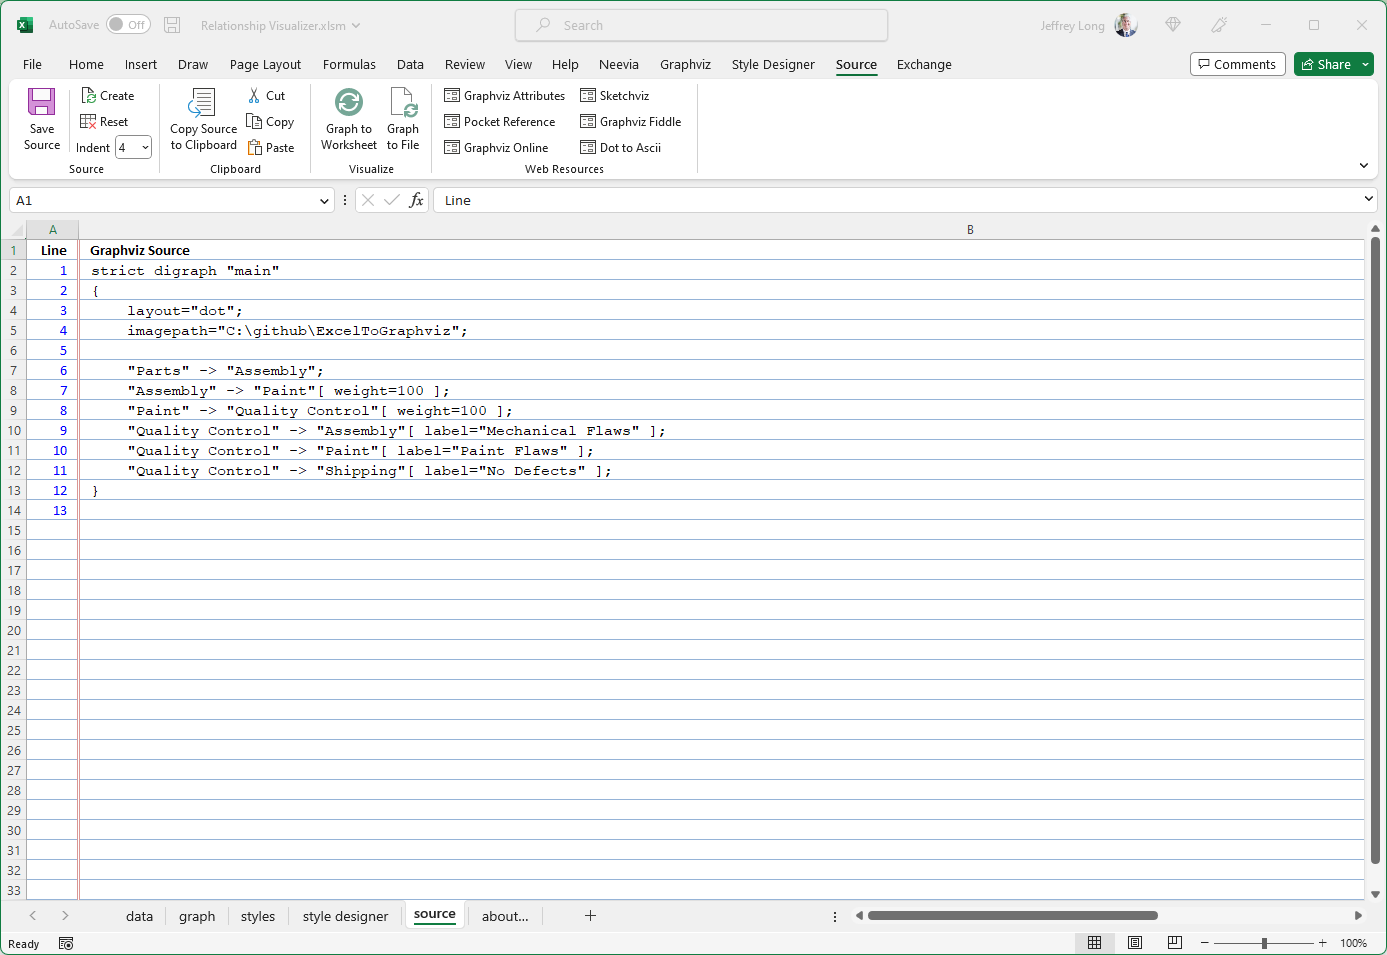 AutoSave Off Relationship Visualizer.xlsm Search Jeffrey Long
File Home Insert Draw Page Layout Formulas Data Review View Help Neevia Graphviz Style Designer Source Exchange Comments Share
Save Source
Create
Reset
Indent 4
Source
Copy Source to Clipboard
Cut
Copy
Paste
Clipboard
Graph to Worksheet
Graph to File
Visualize
Graphviz Attributes Sketchviz
Pocket Reference Graphviz Fiddle
Graphviz Online Dot to Ascii
Web Resources
A1 fx Line
A B
1 Line Graphviz Source
2 1 strict digraph "main"
3 2 {
4 3 layout="dot";
5 4 imagepath="C:\github\ExcelToGraphviz";
6 5
7 6 "Parts" -> "Assembly";
8 7 "Assembly" -> "Paint"[ weight=100 ];
9 8 "Paint" -> "Quality Control"[ weight=100 ];
10 9 "Quality Control" -> "Assembly"[ label="Mechanical Flaws" ];
11 10 "Quality Control" -> "Paint"[ label="Paint Flaws" ];
12 11 "Quality Control" -> "Shipping"[ label="No Defects" ];
13 12 }
14 13
15
16
17
18
19
20
21
22
23
24
25
26
27
28
29
30
31
32
33
data graph styles style designer source about...
Ready 100%